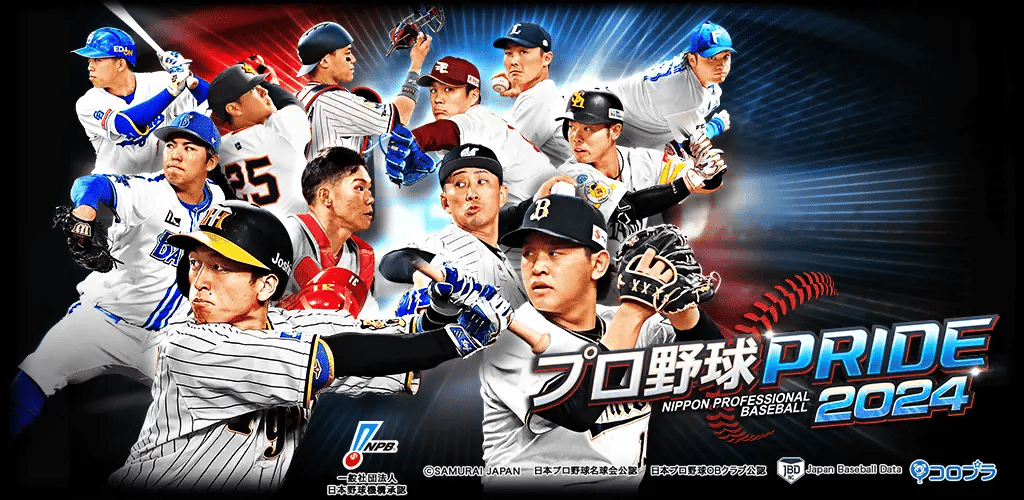 EDION
L
F
25
B
H
M
B
Josh
プロ野球PRIDE
NIPPON PROFESSIONAL
BASEBALL
2024
NPB.
一般社団法人
日本野球機構承認
©SAMURAI JAPAN 日本プロ野球名球会公認 日本プロ野球OBクラブ公認 JBD Japan Baseball Data コロプラ